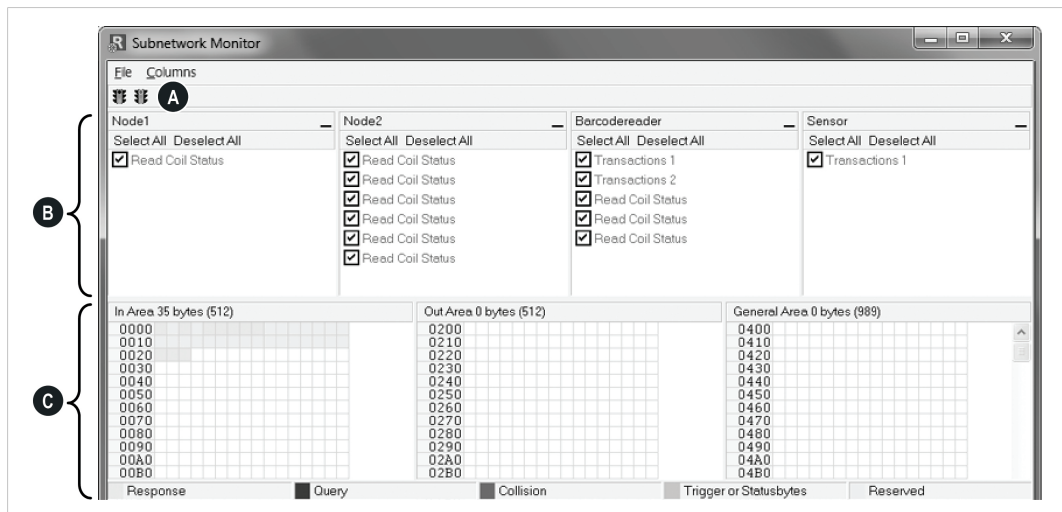 Subnetwork Monitor
File Columns
A
Node1 Node2 Barcodereader Sensor
Select All Deselect All Select All Deselect All Select All Deselect All Select All Deselect All
Read Coil Status Read Coil Status Transactions 1 Transactions 1
Read Coil Status Transactions 2
Read Coil Status Read Coil Status
Read Coil Status Read Coil Status
Read Coil Status Read Coil Status
Read Coil Status
B
In Area 35 bytes (512) Out Area 0 bytes (512) General Area 0 bytes (989)
0000 0200 0400
0010 0210 0410
0020 0220 0420
0030 0230 0430
0040 0240 0440
0050 0250 0450
0060 0260 0460
0070 0270 0470
0080 0280 0480
0090 0290 0490
00A0 02A0 04A0
00B0 02B0 04B0
C
Response Query Collision Trigger or Statusbytes Reserved